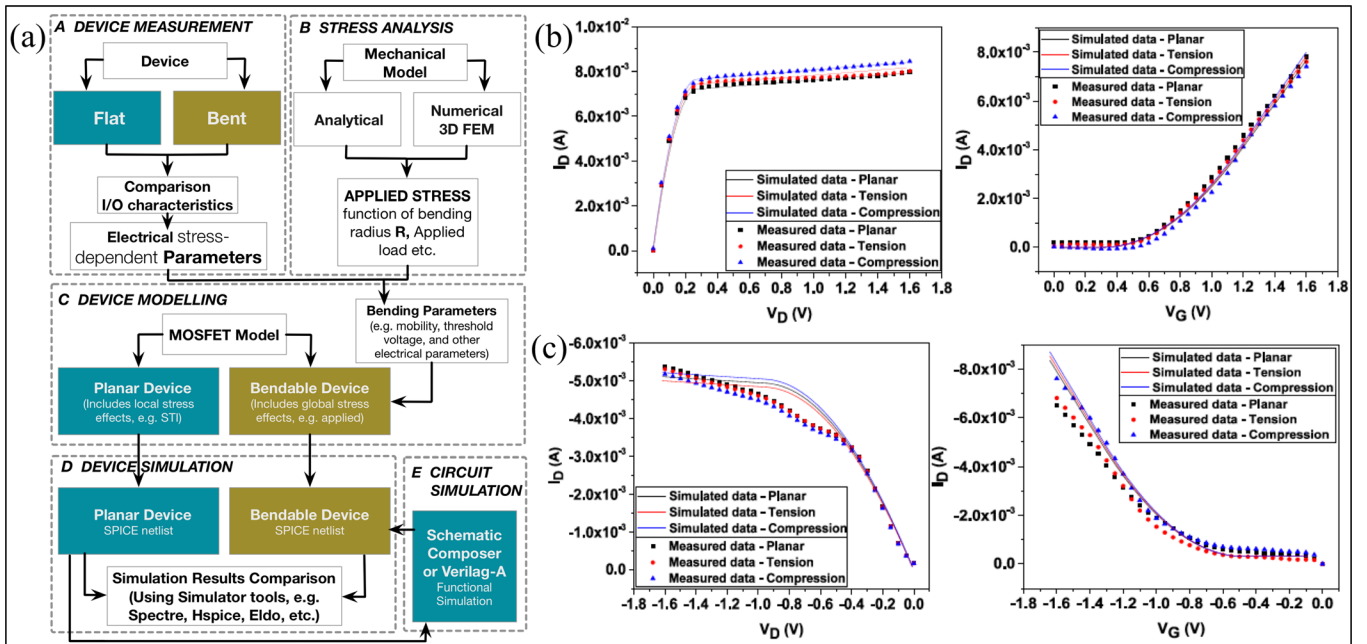 (a)
A DEVICE MEASUREMENT
Device
Flat
Bent
Comparison
I/O characteristics
Electrical stress-
dependent Parameters
B STRESS ANALYSIS
Mechanical
Model
Analytical
Numerical
3D FEM
APPLIED STRESS
function of bending
radius R, Applied
load etc.
C DEVICE MODELLING
MOSFET Model
Bending Parameters
(e.g. mobility, threshold
voltage, and other
electrical parameters)
Planar Device
(Includes local stress
effects, e.g. STI)
Bendable Device
(Includes global stress
effects, e.g. applied)
D DEVICE SIMULATION
Planar Device
SPICE netlist
Bendable Device
SPICE netlist
Simulation Results Comparison
(Using Simulator tools, e.g.
Spectre, Hspice, Eldo, etc.)
E CIRCUIT
SIMULATION
Schematic
Composer
or Verilag-A
Functional
Simulation
(b)
I_D (A)
1.0x10⁻²
8.0x10⁻³
6.0x10⁻³
4.0x10⁻³
2.0x10⁻³
0.0
Simulated data - Planar
Simulated data - Tension
Simulated data - Compression
Measured data - Planar
Measured data - Tension
Measured data - Compression
0.0 0.2 0.4 0.6 0.8 1.0 1.2 1.4 1.6 1.8
V_D (V)
I_D (A)
8.0x10⁻³
6.0x10⁻³
4.0x10⁻³
2.0x10⁻³
0.0
Simulated data - Planar
Simulated data - Tension
Simulated data - Compression
Measured data - Planar
Measured data - Tension
Measured data - Compression
0.0 0.2 0.4 0.6 0.8 1.0 1.2 1.4 1.6 1.8
V_G (V)
(c)
I_D (A)
-6.0x10⁻³
-5.0x10⁻³
-4.0x10⁻³
-3.0x10⁻³
-2.0x10⁻³
-1.0x10⁻³
0.0
Simulated data - Planar
Simulated data - Tension
Simulated data - Compression
Measured data - Planar
Measured data - Tension
Measured data - Compression
-1.8 -1.6 -1.4 -1.2 -1.0 -0.8 -0.6 -0.4 -0.2 0.0
V_D (V)
I_D (A)
-8.0x10⁻³
-6.0x10⁻³
-4.0x10⁻³
-2.0x10⁻³
0.0
Simulated data - Planar
Simulated data - Tension
Simulated data - Compression
Measured data - Planar
Measured data - Tension
Measured data - Compression
-1.8 -1.6 -1.4 -1.2 -1.0 -0.8 -0.6 -0.4 -0.2 0.0
V_G (V)